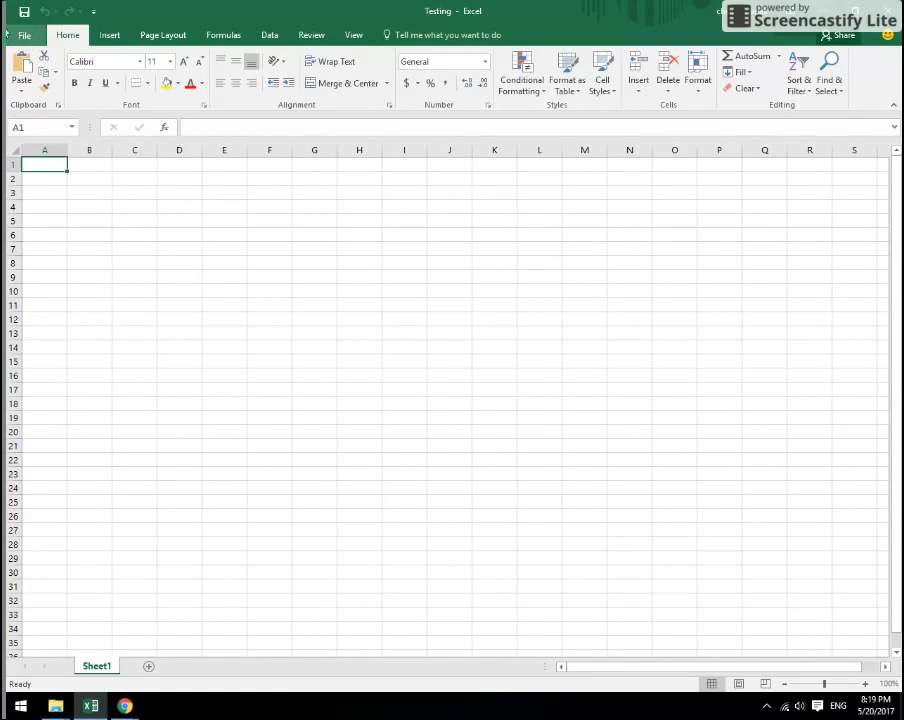 Testing - Excel
powered by
Screencastify Lite
File
Home
Insert
Page Layout
Formulas
Data
Review
View
Tell me what you want to do
Share
Paste
Clipboard
Calibri
11
B I U
A
Font
Wrap Text
Merge & Center
Alignment
General
$ % ,
Number
Conditional
Formatting
Format as
Table
Cell
Styles
Styles
Insert
Delete
Format
Cells
AutoSum
Fill
Clear
Sort &
Filter
Find &
Select
Editing
A1
fx
A B C D E F G H I J K L M N O P Q R S
1
2
3
4
5
6
7
8
9
10
11
12
13
14
15
16
17
18
19
20
21
22
23
24
25
26
27
28
29
30
31
32
33
34
35
Sheet1
Ready
100%
ENG
8:19 PM
5/20/2017